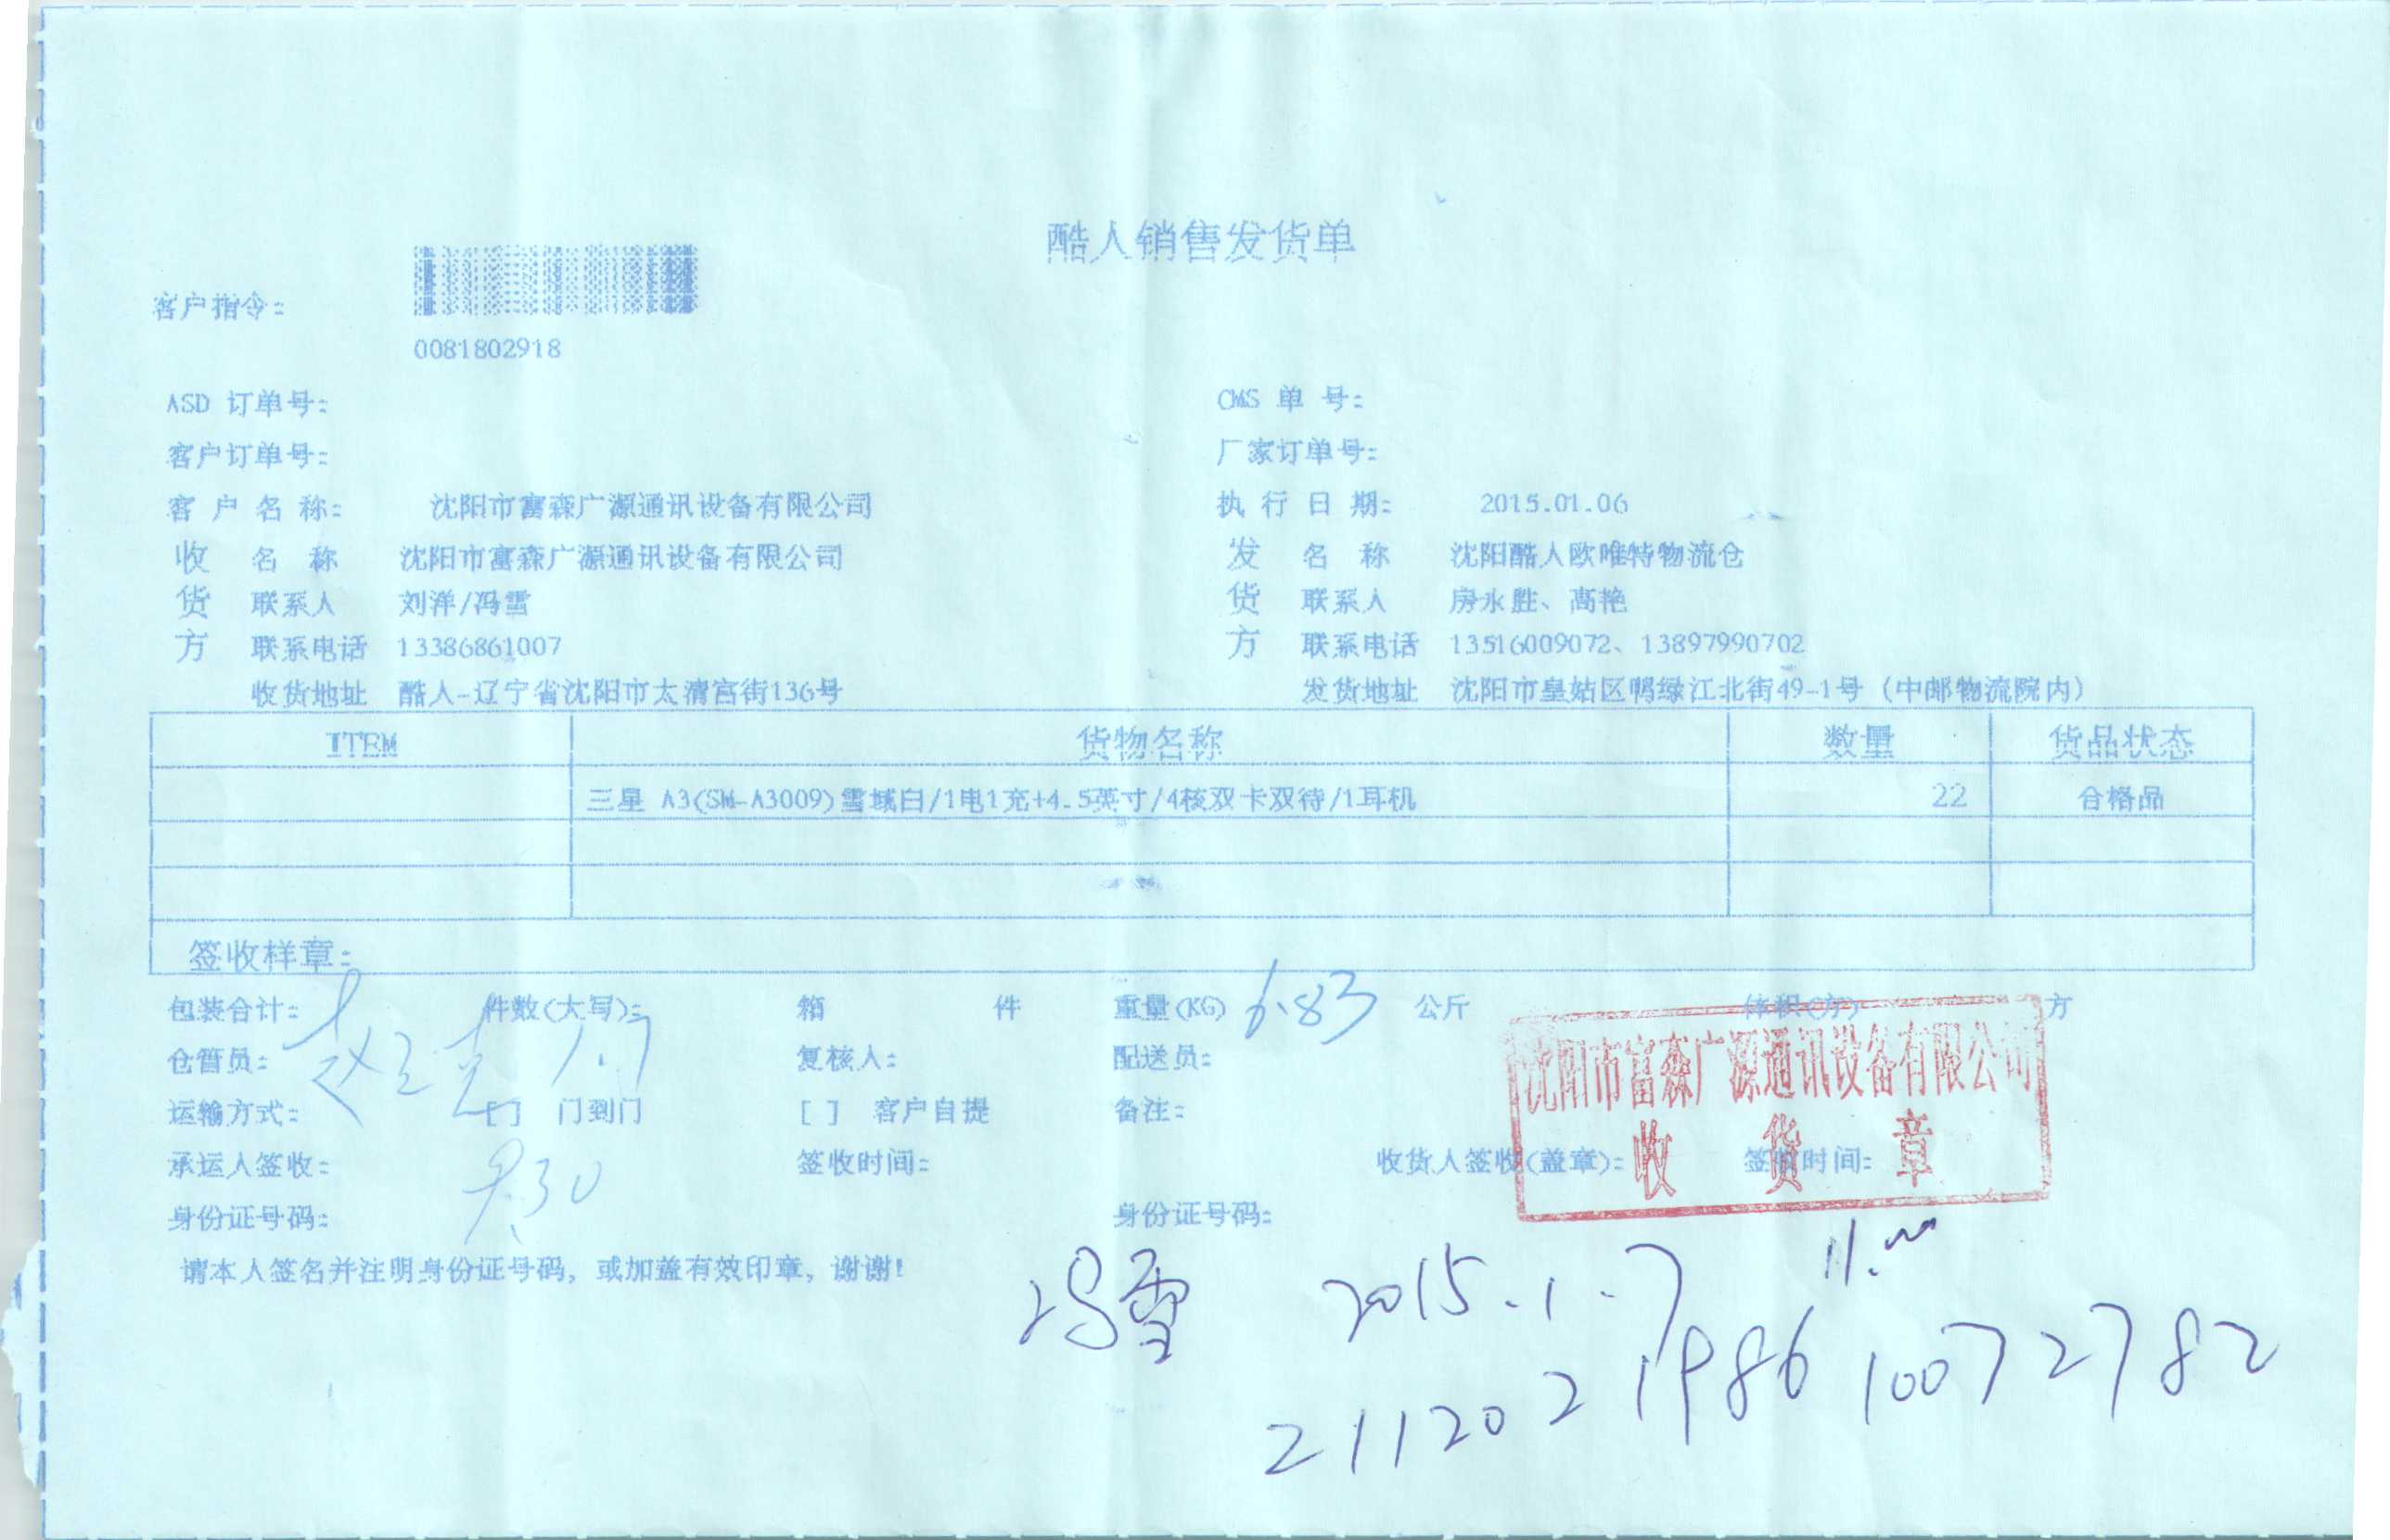 酷人销售发货单
客户指令:
0081802918
ASD 订单号: CMS 单 号:
客户订单号: 厂家订单号:
客 户 名 称: 沈阳市富森广源通讯设备有限公司 执 行 日 期: 2015.01.06
收 名 称 沈阳市富森广源通讯设备有限公司 发 名 称 沈阳酷人欧唯特物流仓
货 联系人 刘洋/冯雪 货 联系人 房永胜、高艳
方 联系电话 13386861007 方 联系电话 13516009072、13897990702
收货地址 酷人-辽宁省沈阳市太清宫街136号 发货地址 沈阳市皇姑区鸭绿江北街49-1号 (中邮物流院内)
ITEM 货物名称 数量 货品状态
三星 A3(SM-A3009)雪域白/1电1充+4.5英寸/4核双卡双待/1耳机 22 合格品
签收样章:
包装合计: 件数(大写): 箱 件 重量(KG) 6.83 公斤 体积(方) 方
沈阳市富森广源通讯设备有限公司
仓管员: 1.7 复核人: 配送员:
运输方式: [ ] 门到门 [ ] 客户自提 备注:
收 货 章
承运人签收: 签收时间: 收货人签收(盖章): 签收时间:
身份证号码: 身份证号码:
请本人签名并注明身份证号码, 或加盖有效印章, 谢谢!
冯雪 2015.1.7 11:00
211202198610072782